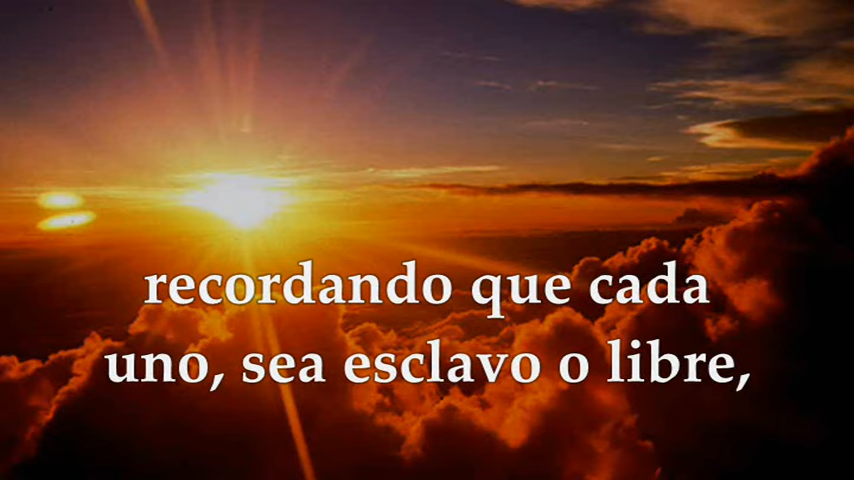 recordando que cada
uno, sea esclavo o libre,